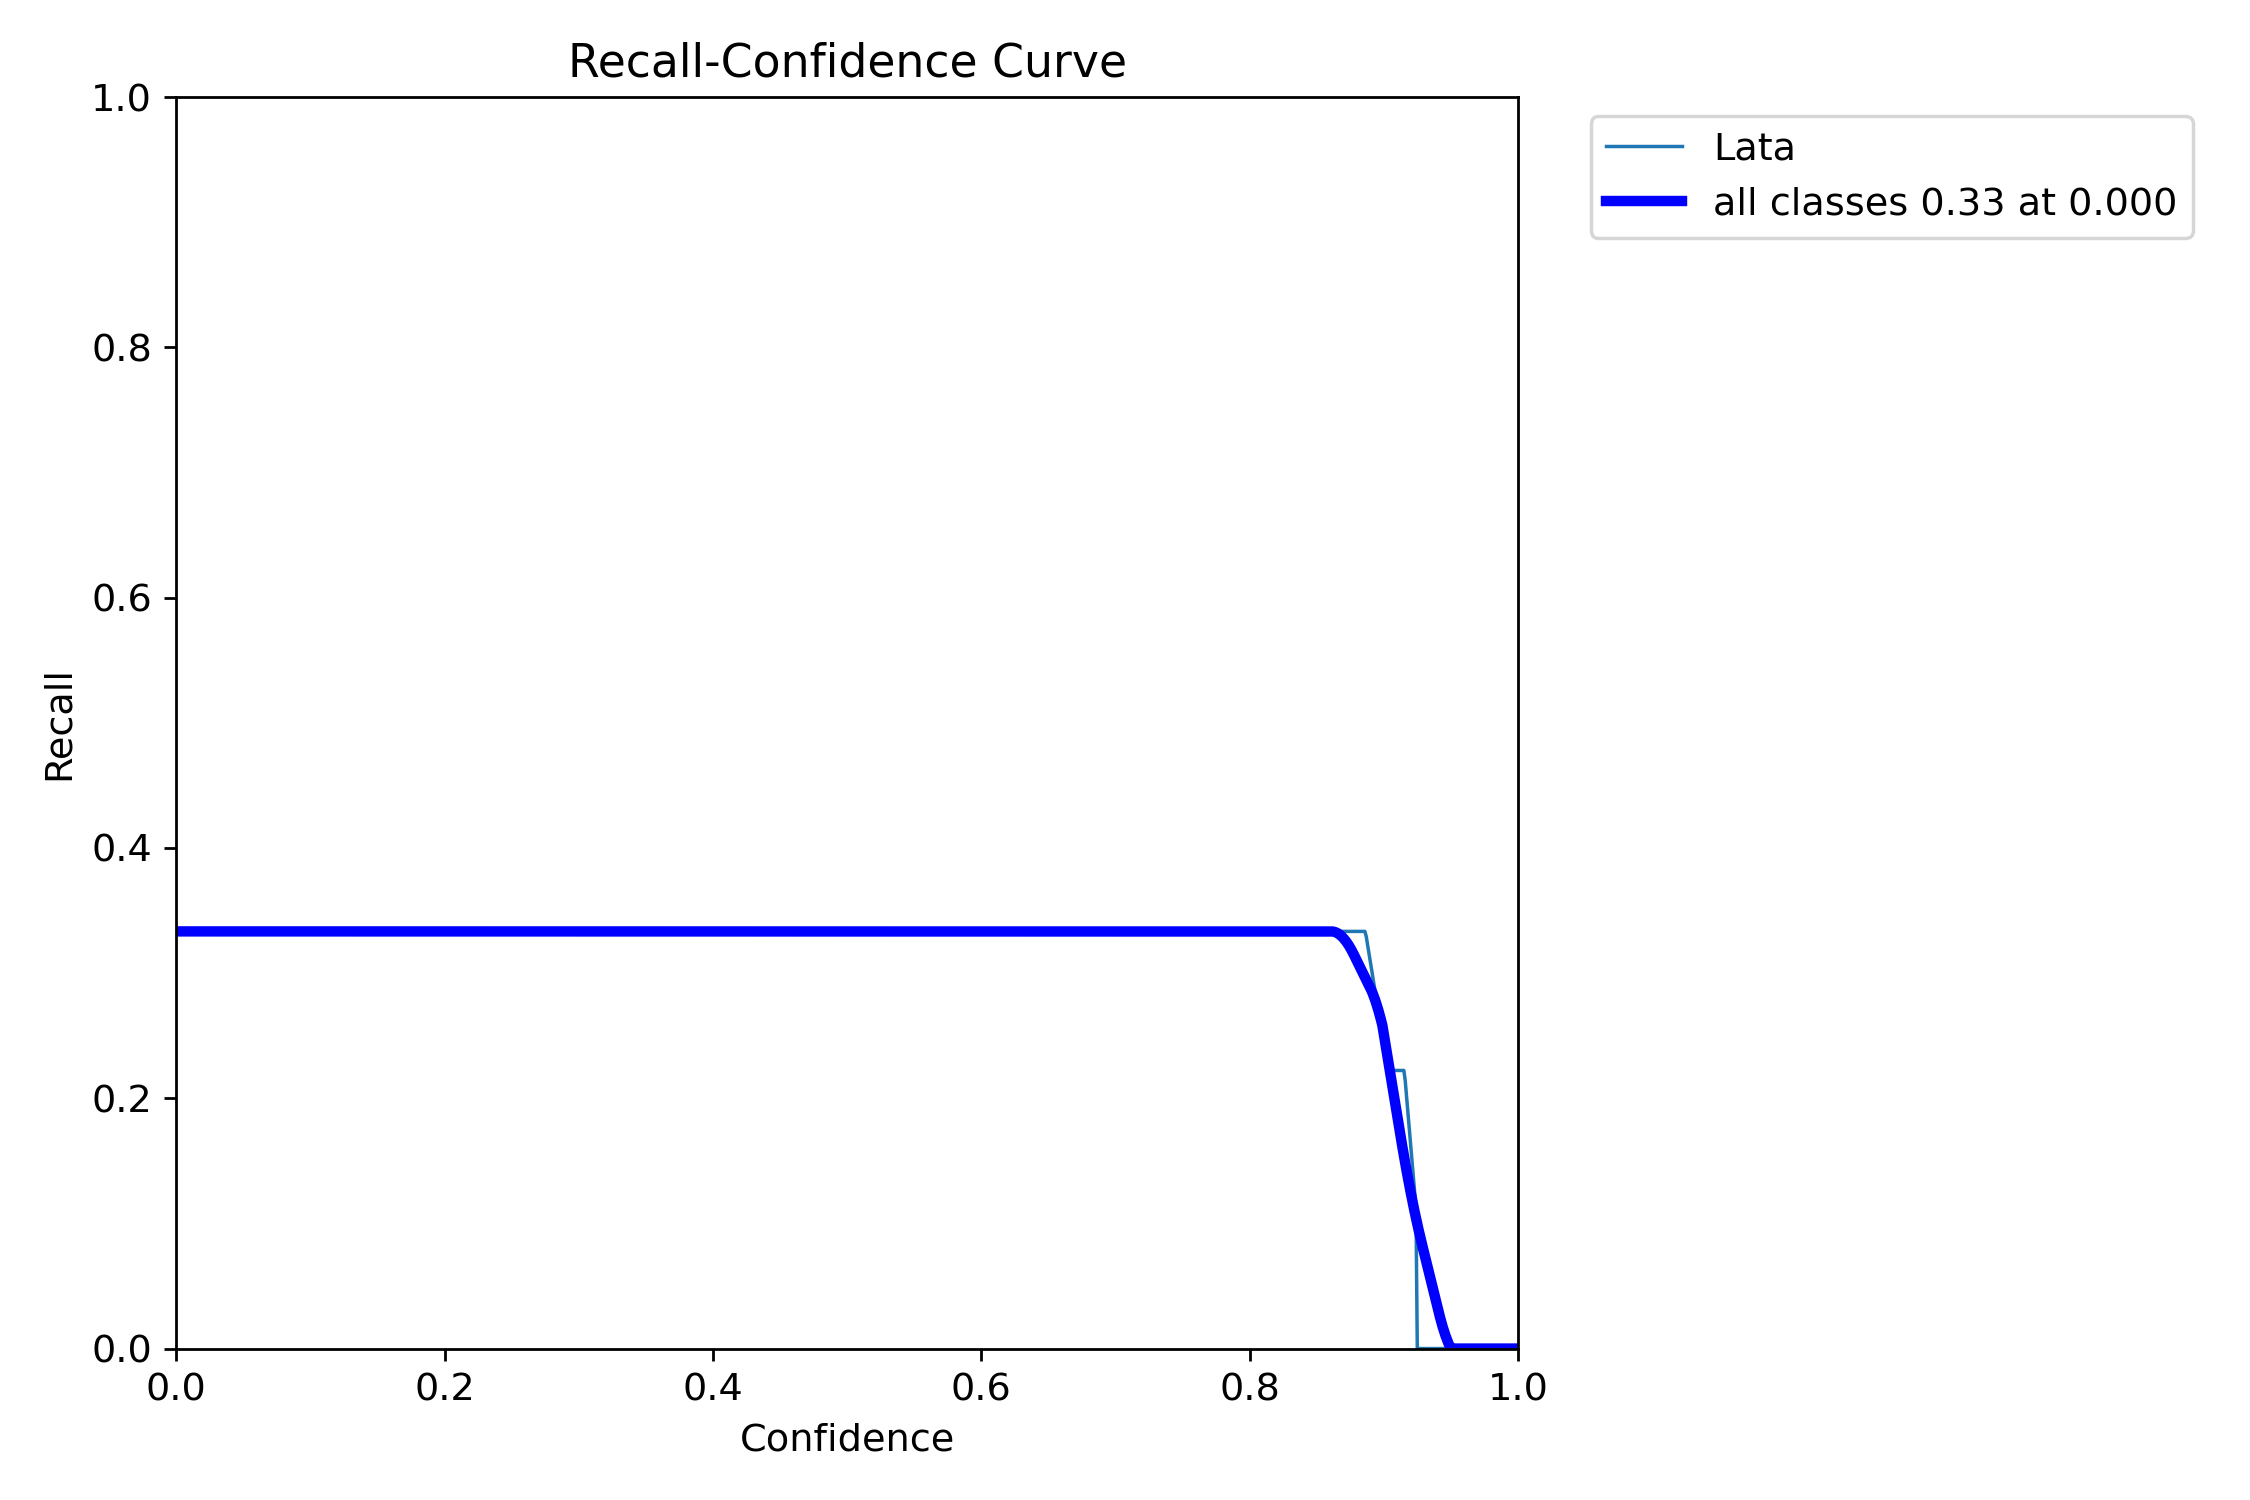 Recall-Confidence Curve
Lata
all classes 0.33 at 0.000
1.0
0.8
0.6
0.4
0.2
0.0
Recall
0.0 0.2 0.4 0.6 0.8 1.0
Confidence